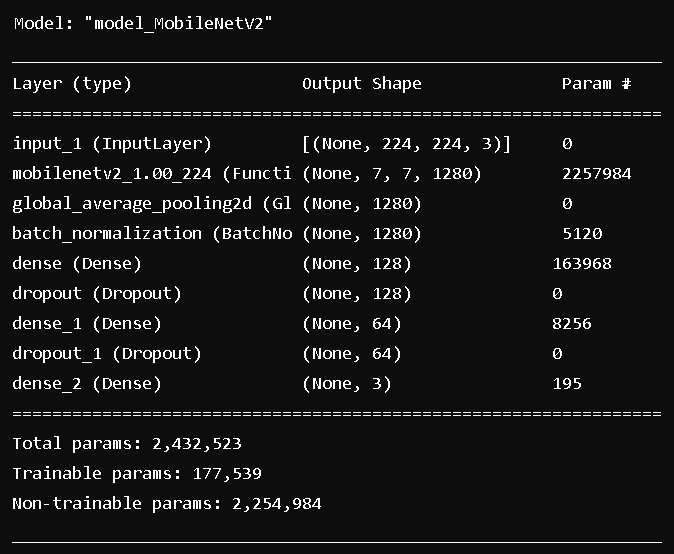 Model: "model_MobileNetV2"
Layer (type) Output Shape Param #
=================================================================
input_1 (InputLayer) [(None, 224, 224, 3)] 0
mobilenetv2_1.00_224 (Functi (None, 7, 7, 1280) 2257984
global_average_pooling2d (Gl (None, 1280) 0
batch_normalization (BatchNo (None, 1280) 5120
dense (Dense) (None, 128) 163968
dropout (Dropout) (None, 128) 0
dense_1 (Dense) (None, 64) 8256
dropout_1 (Dropout) (None, 64) 0
dense_2 (Dense) (None, 3) 195
=================================================================
Total params: 2,432,523
Trainable params: 177,539
Non-trainable params: 2,254,984